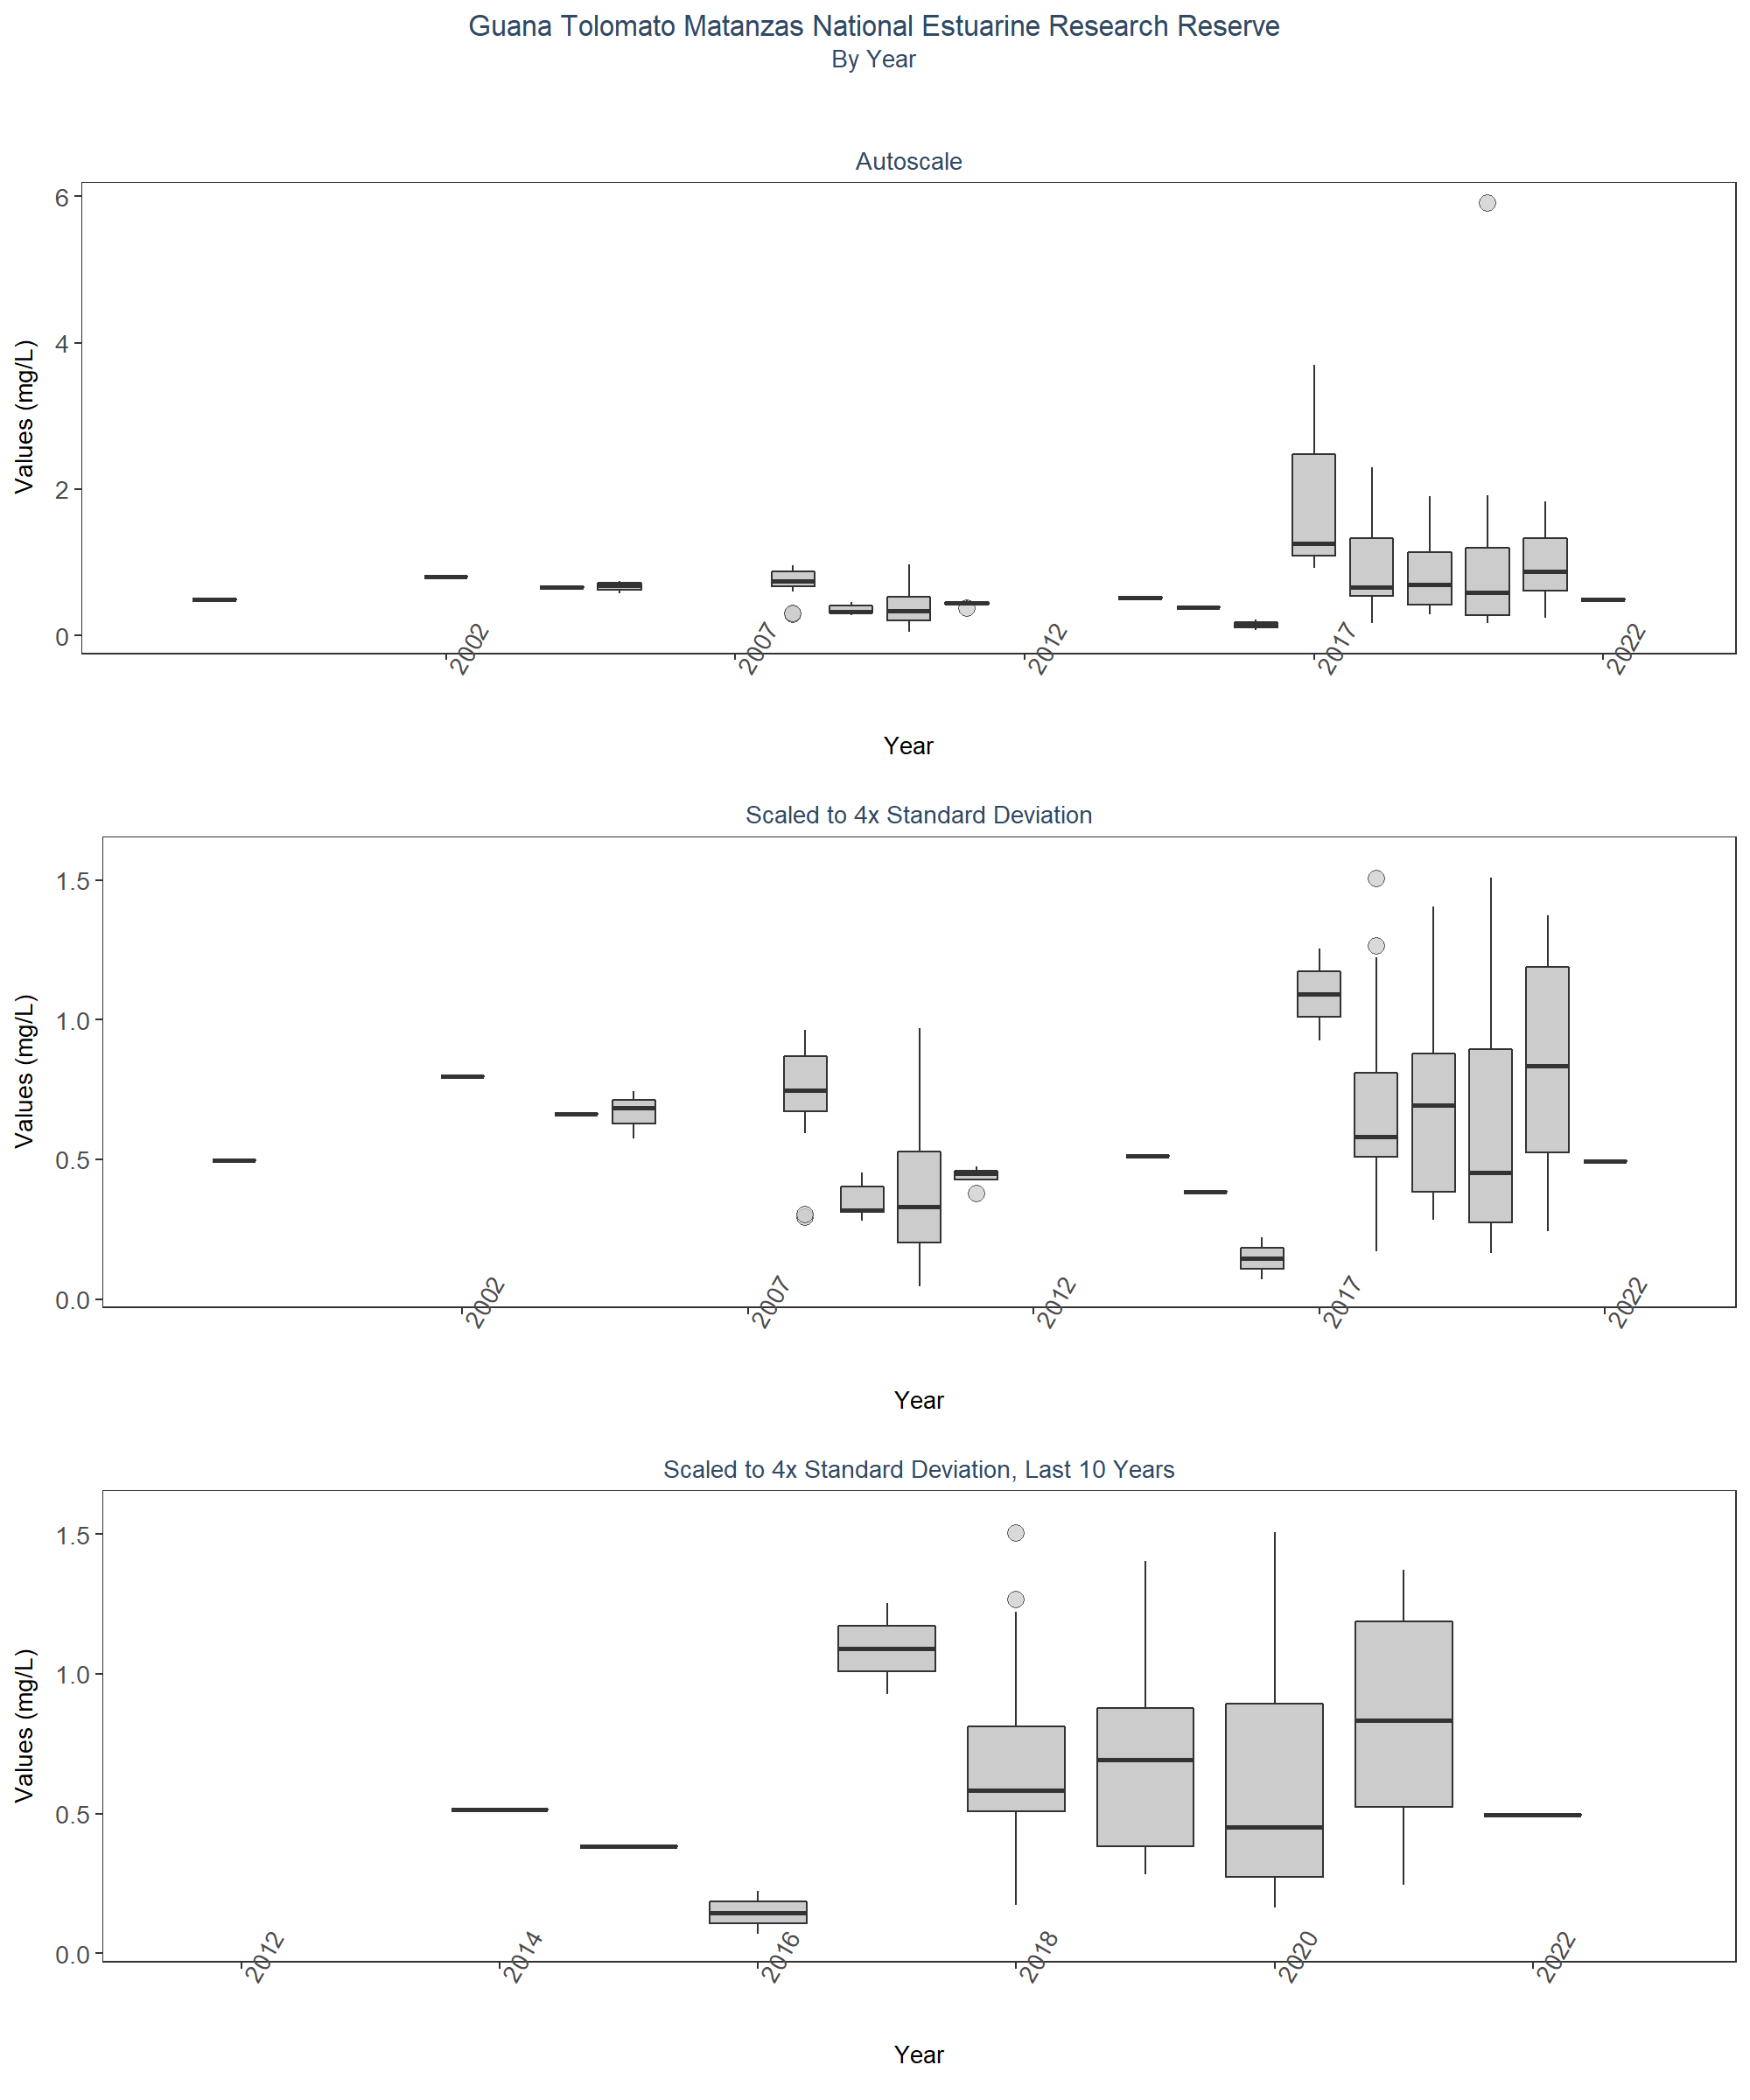 Guana Tolomato Matanzas National Estuarine Research Reserve
By Year
Autoscale
Values (mg/L)
6
4
2
0
2002
2007
2012
2017
2022
Year
Scaled to 4x Standard Deviation
Values (mg/L)
1.5
1.0
0.5
0.0
2002
2007
2012
2017
2022
Year
Scaled to 4x Standard Deviation, Last 10 Years
Values (mg/L)
1.5
1.0
0.5
0.0
2012
2014
2016
2018
2020
2022
Year